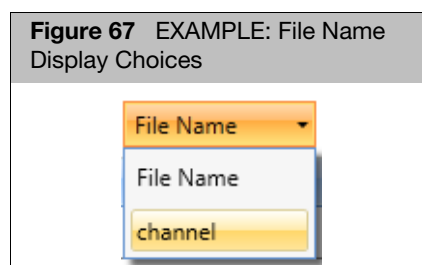 Figure 67 EXAMPLE: File Name
Display Choices
File Name
File Name
channel